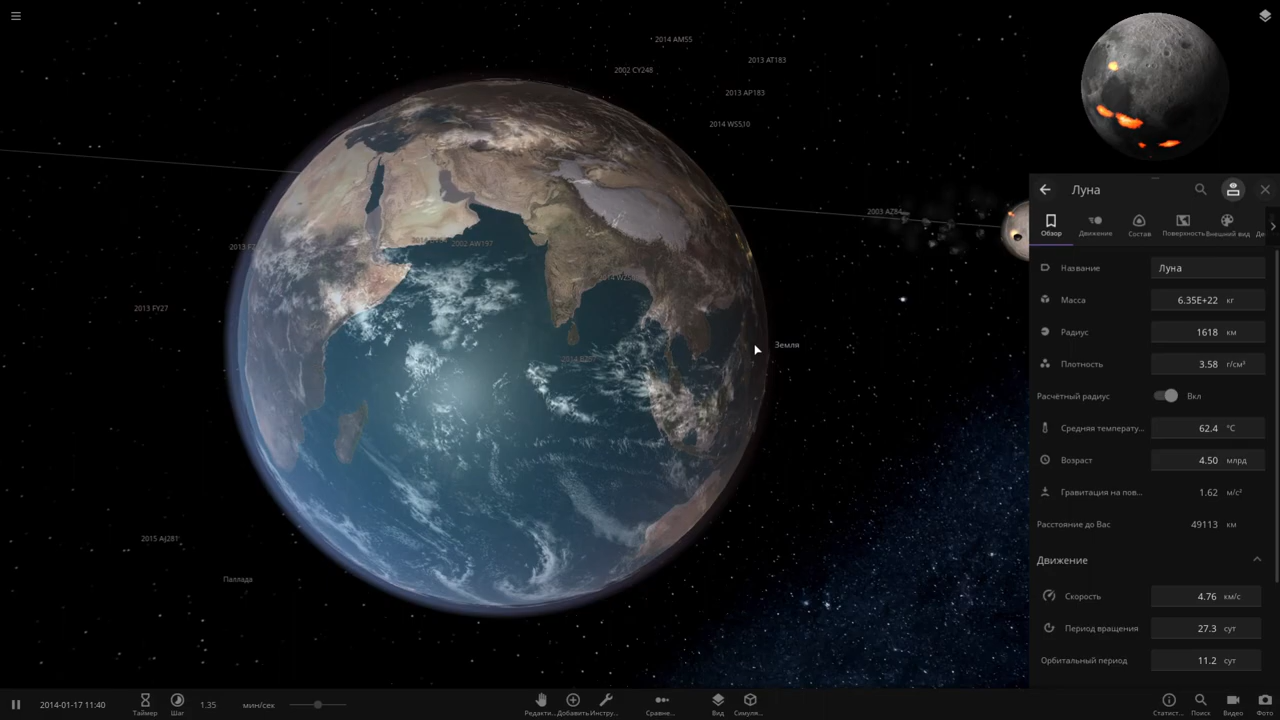 2014 AM55
2013 AT183
2002 CY248
2013 AP183
2014 WS510
2003 AZ84
2002 AW197
2013 FY27
Земля
2015 AJ281
Паллада
Луна
Обзор
Движение
Состав
Поверхность
Внешний вид
Название
Луна
Масса
6.35E+22 кг
Радиус
1618 км
Плотность
3.58 г/см³
Расчётный радиус
Вкл
Средняя температу...
62.4 °C
Возраст
4.50 млрд
Гравитация на пов...
1.62 м/с²
Расстояние до Вас
49113 км
Движение
Скорость
4.76 км/с
Период вращения
27.3 сут
Орбитальный период
11.2 сут
2014-01-17 11:40
Таймер
Шаг
1.35 мин/сек
Редакти...
Добавить
Инстру...
Сравне...
Вид
Симуля...
Статист...
Поиск
Видео
Фото